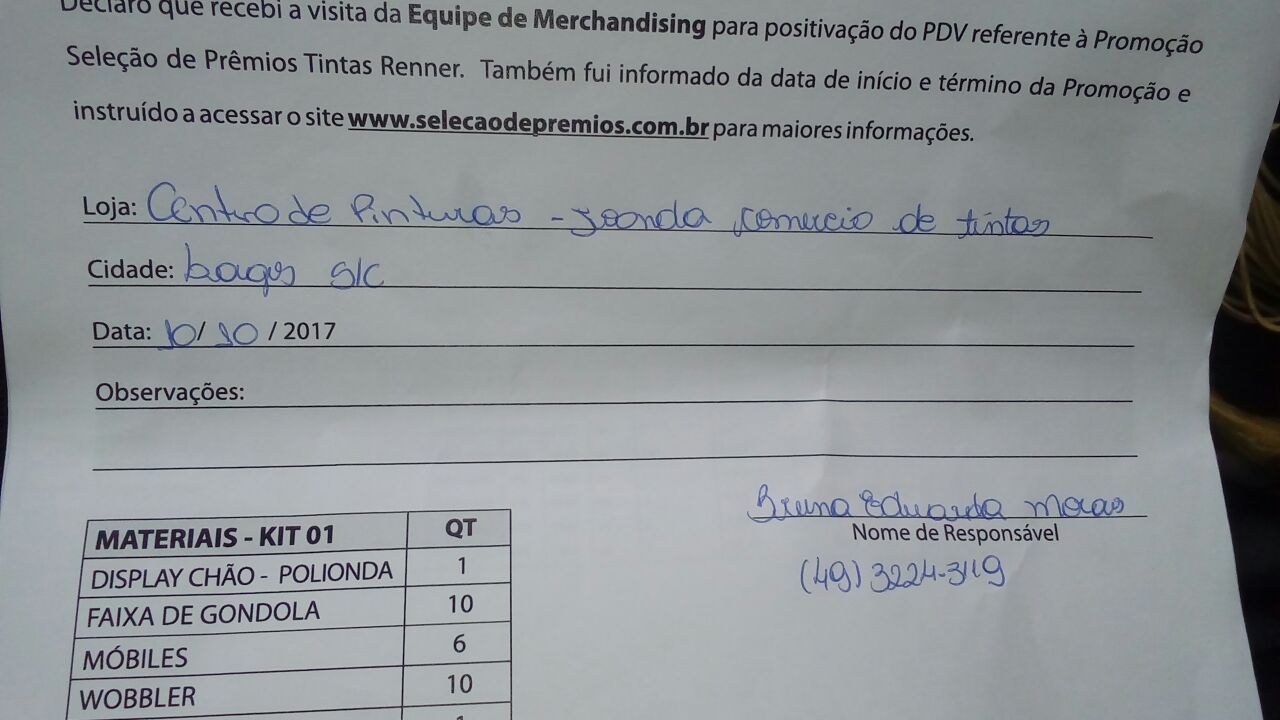 Declaro que recebi a visita da Equipe de Merchandising para positivação do PDV referente à Promoção
Seleção de Prêmios Tintas Renner. Também fui informado da data de início e término da Promoção e
instruído a acessar o site www.selecaodepremios.com.br para maiores informações.
Loja: Centro de Pinturas - comercio de tintas
Cidade: Lages S/C
Data: 10/10/2017
Observações:
Bruna Eduarda Moras
Nome de Responsável
(49) 3224-3119
MATERIAIS - KIT 01 QT
DISPLAY CHÃO - POLIONDA 1
FAIXA DE GONDOLA 10
MÓBILES 6
WOBBLER 10